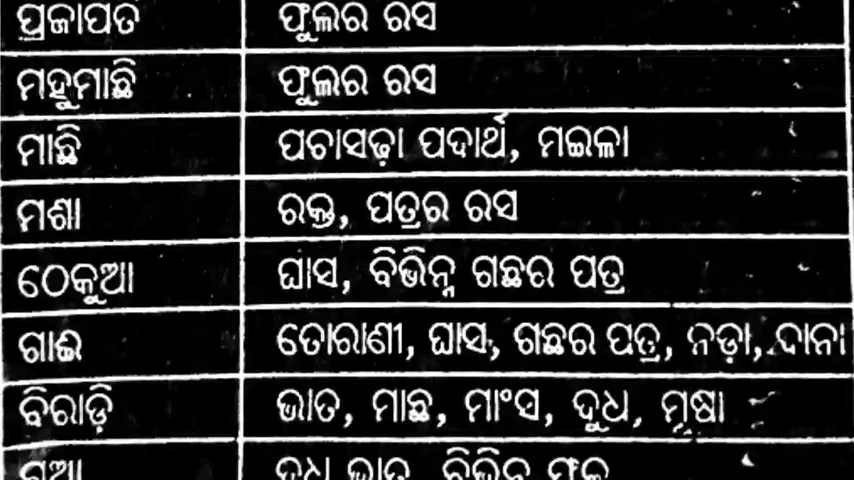 ପ୍ରଜାପତି ଫୁଲର ରସ
ମହୁମାଛି ଫୁଲର ରସ
ମାଛି ପଚାସଢ଼ା ପଦାର୍ଥ, ମଇଳା
ମଶା ରକ୍ତ, ପତ୍ରର ରସ
ଠେକୁଆ ଘାସ, ବିଭିନ୍ନ ଗଛର ପତ୍ର
ଗାଈ ତୋରାଣୀ, ଘାସ, ଗଛର ପତ୍ର, ନଡ଼ା, ଦାନା
ବିରାଡ଼ି ଭାତ, ମାଛ, ମାଂସ, ଦୁଧ, ମୂଷା
ଭାତ, ବିଭିନ୍ନ